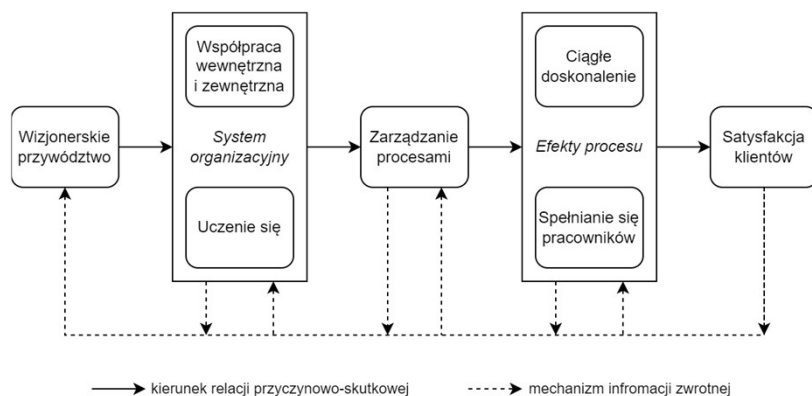 Współpraca
wewnętrzna
i zewnętrzna
Ciągłe
doskonalenie
Wizjonerskie
przywództwo
System
organizacyjny
Zarządzanie
procesami
Efekty procesu
Satysfakcja
klientów
Uczenie się
Spełnianie się
pracowników
kierunek relacji przyczynowo-skutkowej
mechanizm infromacji zwrotnej